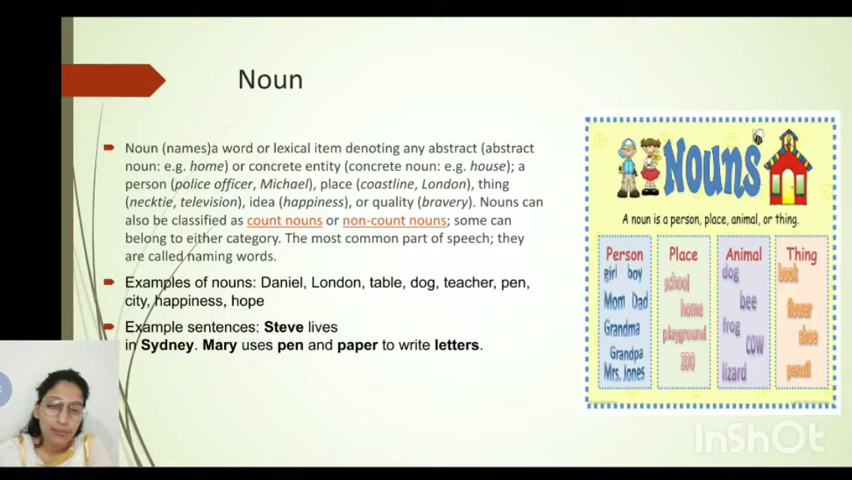 Noun
Noun (names)a word or lexical item denoting any abstract (abstract
noun: e.g. home) or concrete entity (concrete noun: e.g. house); a
person (police officer, Michael), place (coastline, London), thing
(necktie, television), idea (happiness), or quality (bravery). Nouns can
also be classified as count nouns or non-count nouns; some can
belong to either category. The most common part of speech; they
are called naming words.
Examples of nouns: Daniel, London, table, dog, teacher, pen,
city, happiness, hope
Example sentences: Steve lives
in Sydney. Mary uses pen and paper to write letters.
Nouns
A noun is a person, place, animal, or thing.
Person
girl boy
Mom Dad
Grandma
Grandpa
Mrs. Jones
Place
school
home
playground
zoo
Animal
dog
bee
frog
cow
lizard
Thing
book
flower
shoe
pencil
InShOt